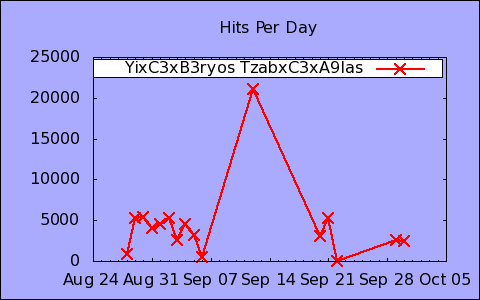 Hits Per Day
25000
YixC3xB3ryos TzabxC3xA9las
20000
15000
10000
5000
0
Aug 24 Aug 31 Sep 07 Sep 14 Sep 21 Sep 28 Oct 05